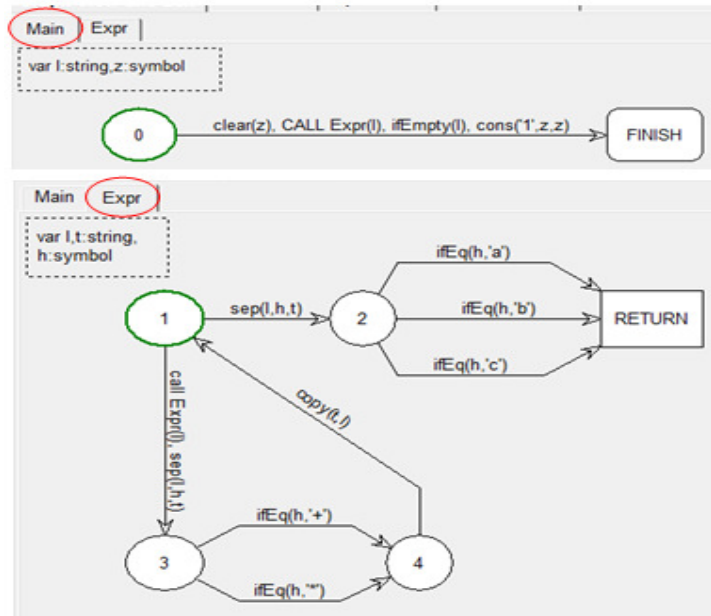 Main Expr
var l:string,z:symbol
0
clear(z), CALL Expr(l), ifEmpty(l), cons('1',z,z)
FINISH
Main Expr
var l,t:string,
h:symbol
1
sep(l,h,t)
2
ifEq(h,'a')
ifEq(h,'b')
ifEq(h,'c')
RETURN
call Expr(l), sep(l,h,t)
copy(t,l)
3
ifEq(h,'+')
ifEq(h,'*')
4